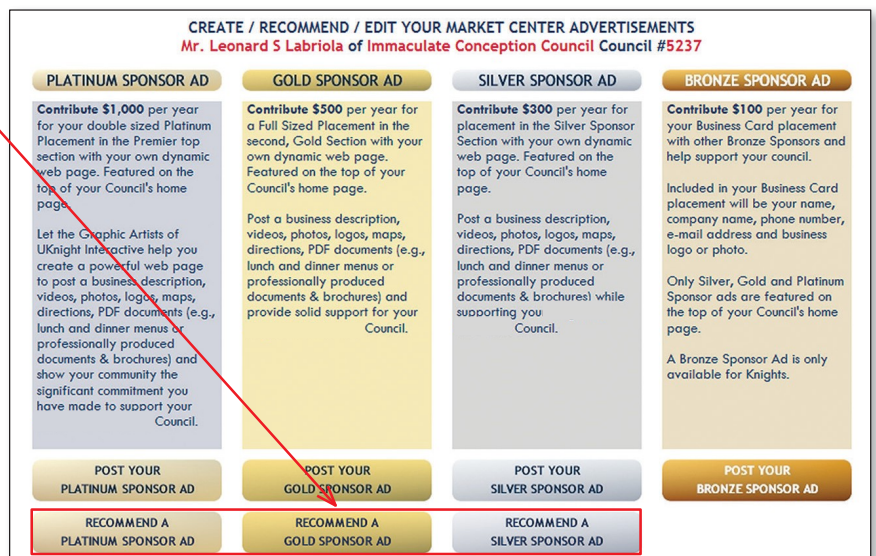 CREATE / RECOMMEND / EDIT YOUR MARKET CENTER ADVERTISEMENTS
Mr. Leonard S Labriola of Immaculate Conception Council Council #5237
PLATINUM SPONSOR AD
Contribute $1,000 per year
for your double sized Platinum
Placement in the Premier top
section with your own dynamic
web page. Featured on the
top of your Council's home
page.
Let the Graphic Artists of
UKnight Interactive help you
create a powerful web page
to post a business description,
videos, photos, logos, maps,
directions, PDF documents (e.g.,
lunch and dinner menus or
professionally produced
documents & brochures) and
show your community the
significant commitment you
have made to support your
Council.
POST YOUR
PLATINUM SPONSOR AD
RECOMMEND A
PLATINUM SPONSOR AD
GOLD SPONSOR AD
Contribute $500 per year for
a Full Sized Placement in the
second, Gold Section with your
own dynamic web page.
Featured on the top of your
Council's home page.
Post a business description,
videos, photos, logos, maps,
directions, PDF documents (e.g.,
lunch and dinner menus or
professionally produced
documents & brochures) and
provide solid support for your
Council.
POST YOUR
GOLD SPONSOR AD
RECOMMEND A
GOLD SPONSOR AD
SILVER SPONSOR AD
Contribute $300 per year for
placement in the Silver Sponsor
Section with your own dynamic
web page. Featured on the
top of your Council's home
page.
Post a business description,
videos, photos, logos, maps,
directions, PDF documents (e.g.,
lunch and dinner menus or
professionally produced
documents & brochures) while
supporting you
Council.
POST YOUR
SILVER SPONSOR AD
RECOMMEND A
SILVER SPONSOR AD
BRONZE SPONSOR AD
Contribute $100 per year for
your Business Card placement
with other Bronze Sponsors and
help support your council.
Included in your Business Card
placement will be your name,
company name, phone number,
e-mail address and business
logo or photo.
Only Silver, Gold and Platinum
Sponsor ads are featured on
the top of your Council's home
page.
A Bronze Sponsor Ad is only
available for Knights.
POST YOUR
BRONZE SPONSOR AD